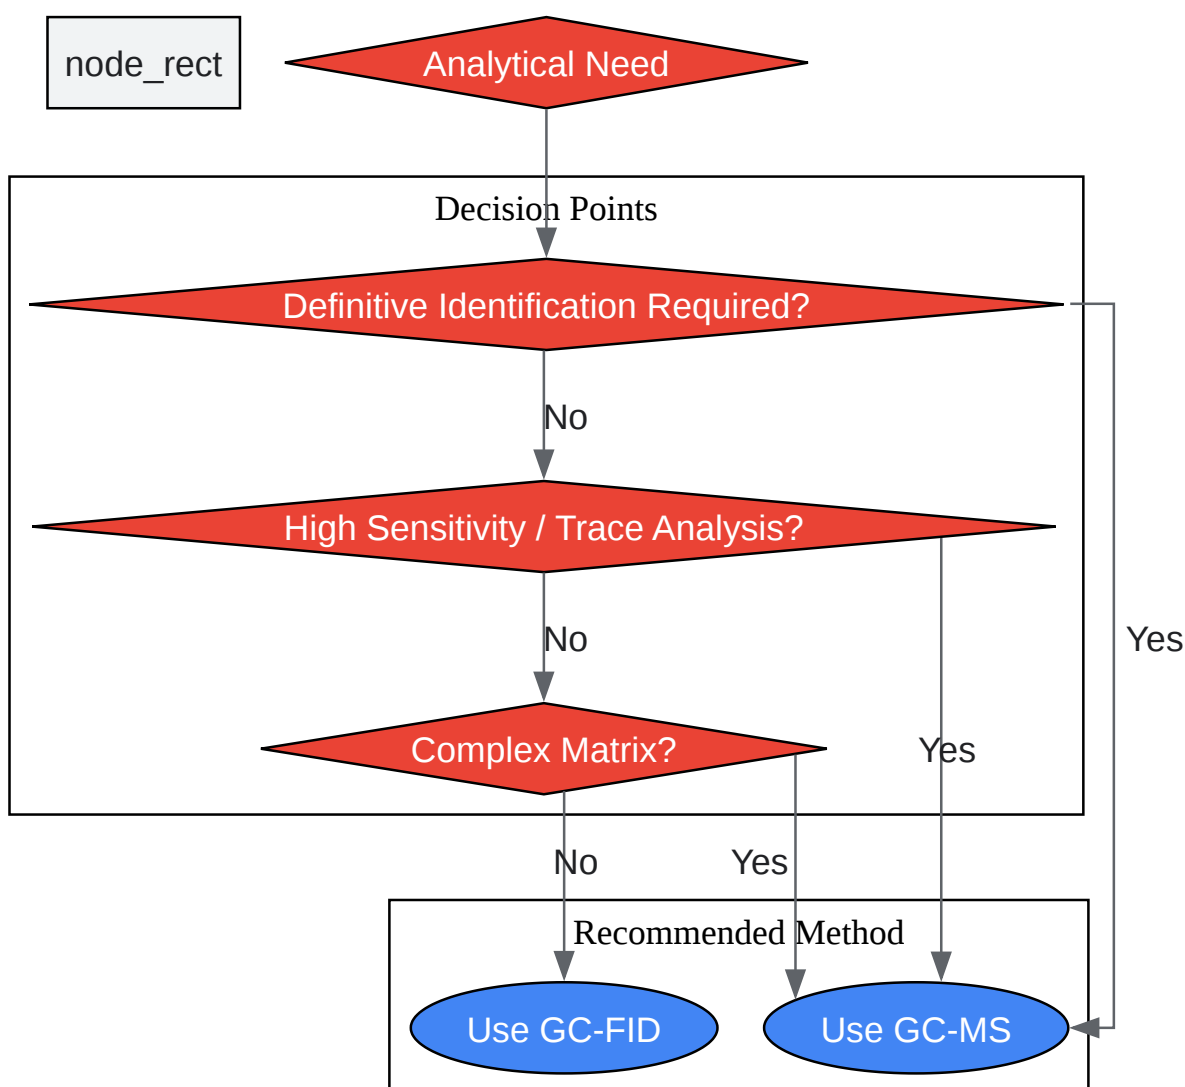 node_rect
Analytical Need
Decision Points
Definitive Identification Required?
No
High Sensitivity / Trace Analysis?
No
Yes
Complex Matrix?
Yes
No
Yes
Recommended Method
Use GC-FID
Use GC-MS